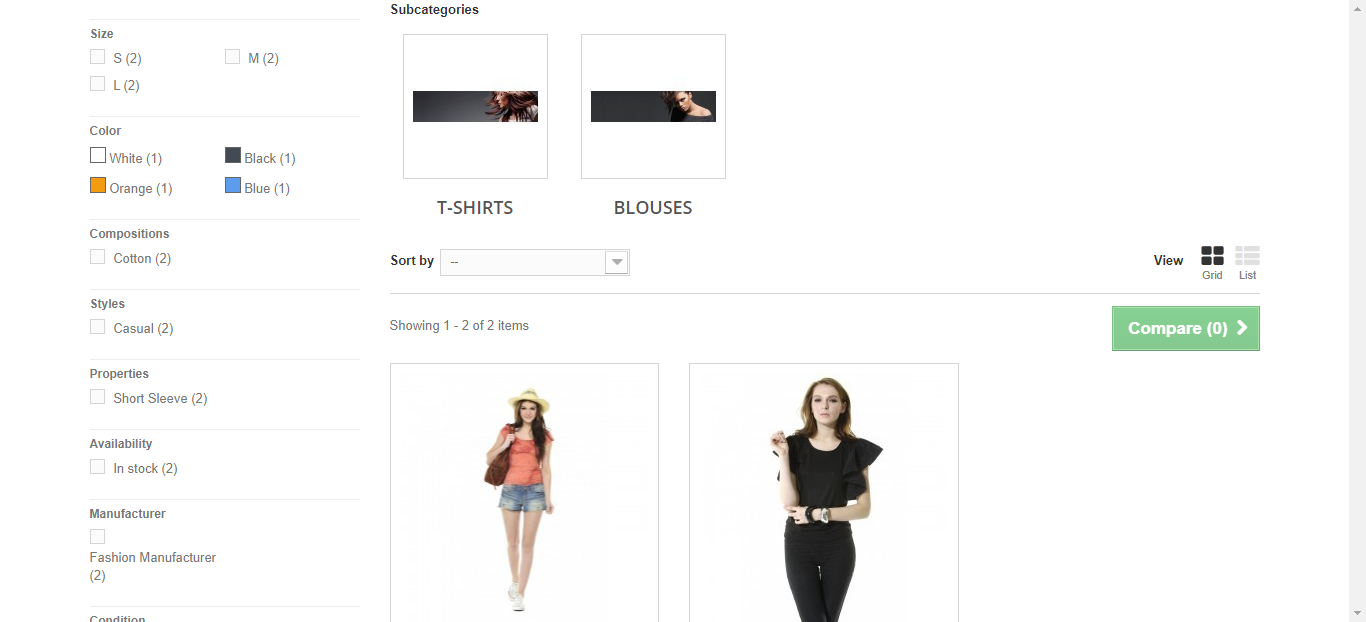 Subcategories
Size
S (2)
M (2)
L (2)
Color
White (1)
Black (1)
Orange (1)
Blue (1)
Compositions
Cotton (2)
Styles
Casual (2)
Properties
Short Sleeve (2)
Availability
In stock (2)
Manufacturer
Fashion Manufacturer
(2)
Condition
T-SHIRTS
BLOUSES
Sort by
--
View
Grid
List
Showing 1 - 2 of 2 items
Compare (0)